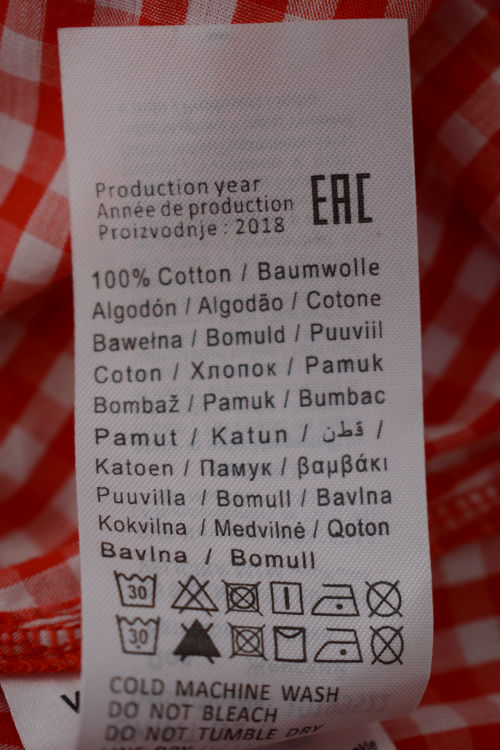 Production year
Année de production
Proizvodnje : 2018
EAC
100% Cotton / Baumwolle
Algodón / Algodão / Cotone
Bawełna / Bomuld / Puuviil
Coton / Хлопок / Pamuk
Bombaž / Pamuk / Bumbac
Pamut / Katun / قطن /
Katoen / Памук / βαμβάκι
Puuvilla / Bomull / Bavlna
Kokvilna / Medvilnė / Qoton
Bavlna / Bomull
30
30
COLD MACHINE WASH
DO NOT BLEACH
DO NOT TUMBLE DRY